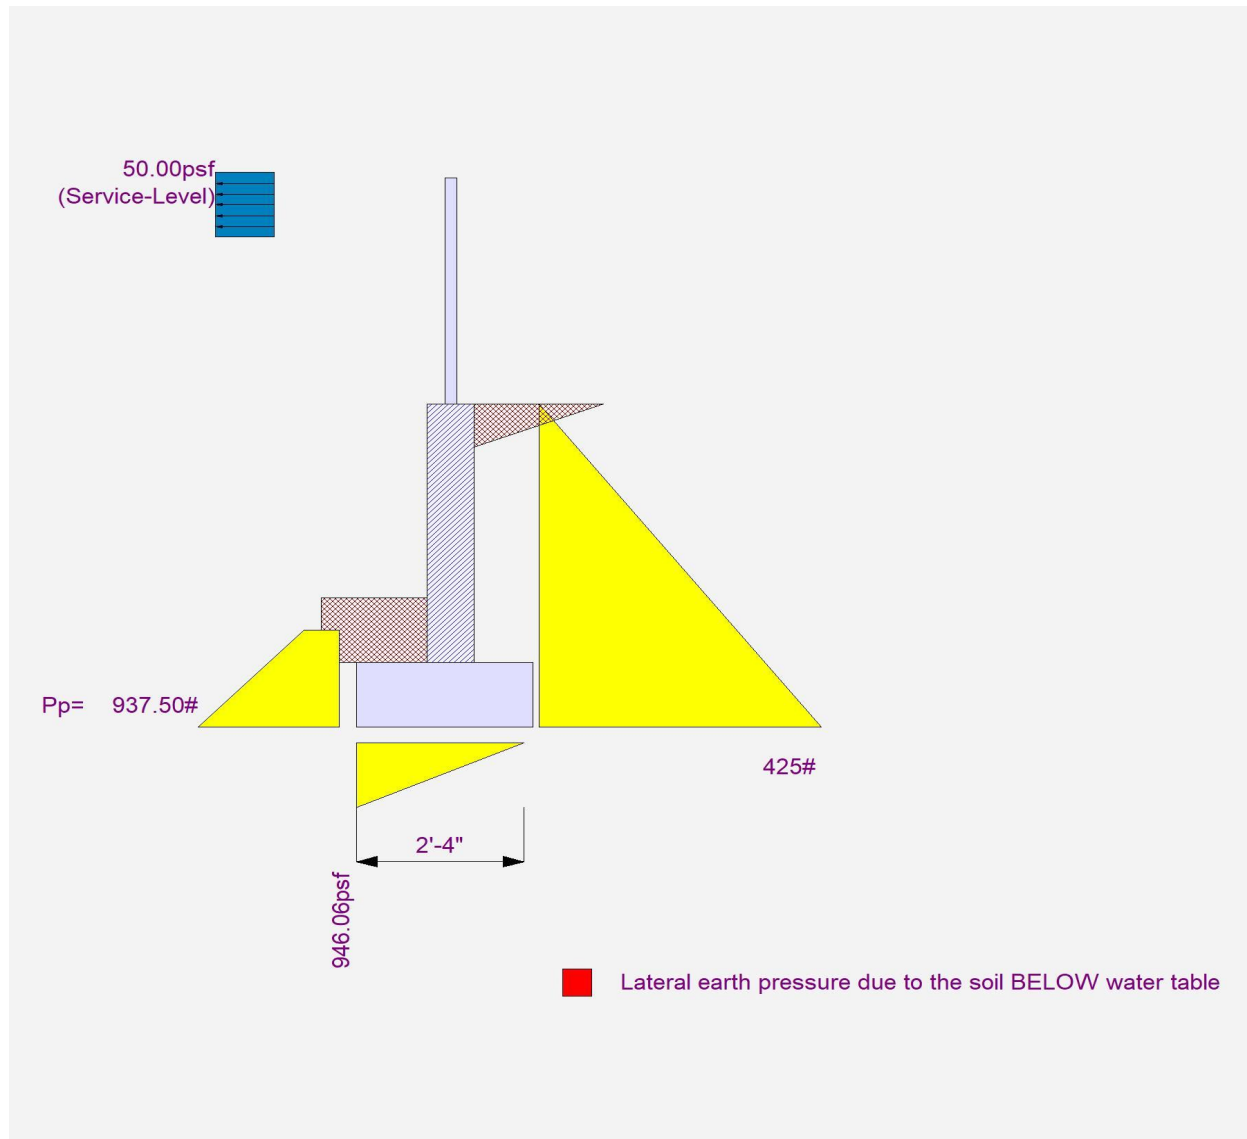 50.00psf
(Service-Level)
Pp= 937.50#
425#
2'-4"
946.06psf
Lateral earth pressure due to the soil BELOW water table